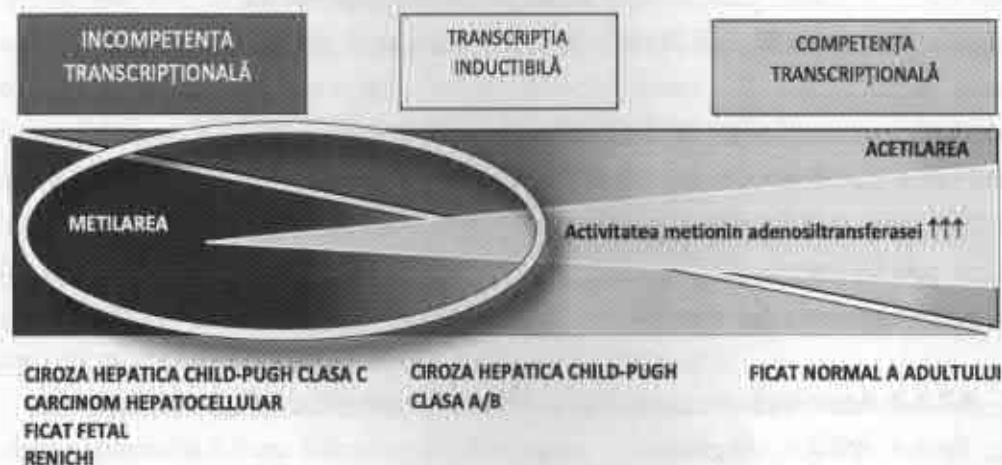 INCOMPETENȚA
TRANSCRIPȚIONALĂ
TRANSCRIPȚIA
INDUCTIBILĂ
COMPETENȚA
TRANSCRIPȚIONALĂ
ACETILAREA
METILAREA
Activitatea metionin adenosiltransferasei ↑↑↑
CIROZA HEPATICA CHILD-PUGH CLASA C
CARCINOM HEPATOCELLULAR
FICAT FETAL
RENICHI
CIROZA HEPATICA CHILD-PUGH
CLASA A/B
FICAT NORMAL A ADULTULUI